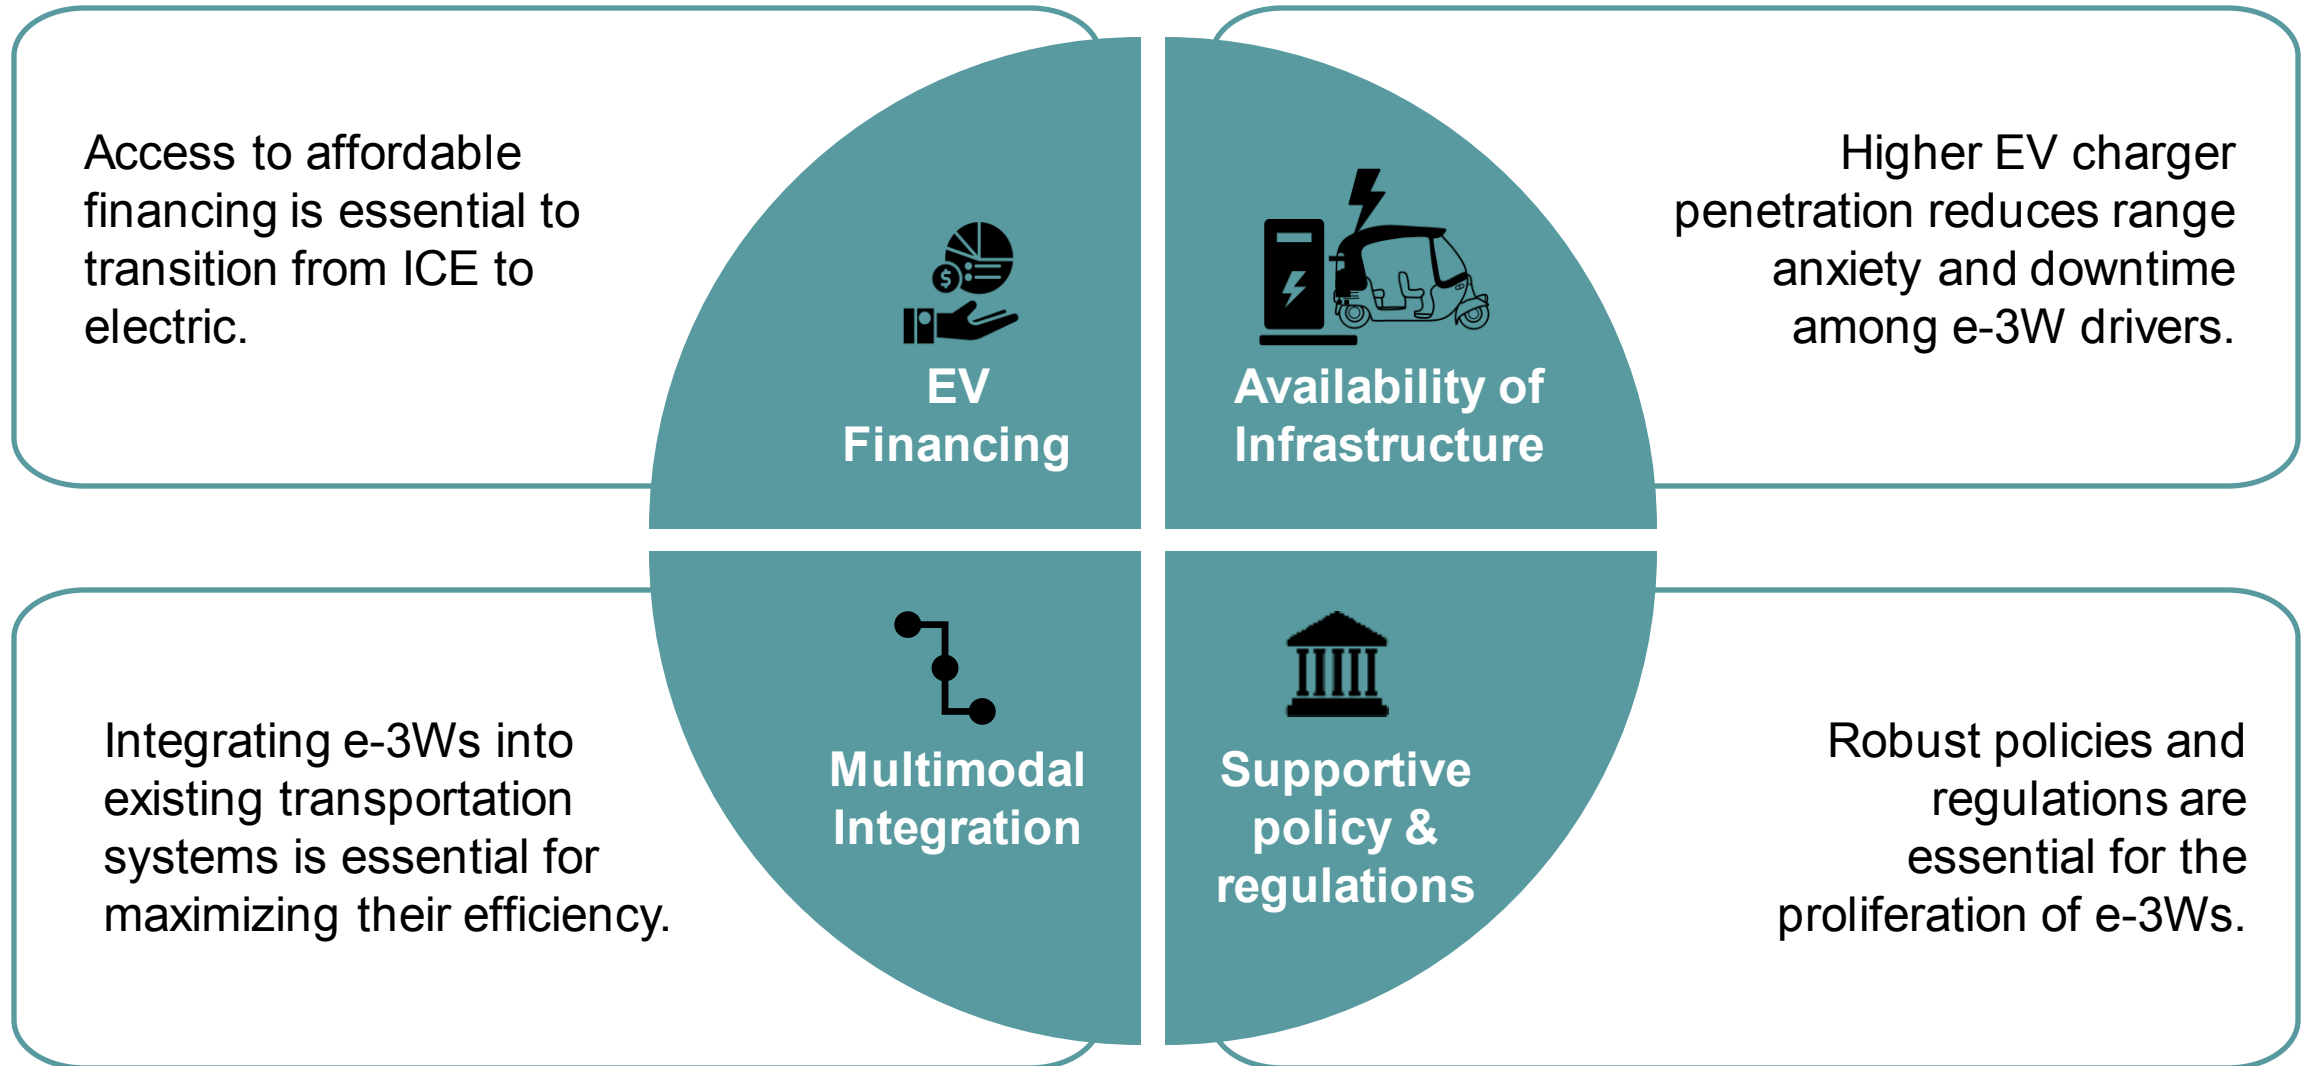 Access to affordable
financing is essential to
transition from ICE to
electric.
$
EV
Financing
Availability of
Infrastructure
Higher EV charger
penetration reduces range
anxiety and downtime
among e-3W drivers.
Integrating e-3Ws into
existing transportation
systems is essential for
maximizing their efficiency.
Multimodal
Integration
Supportive
policy &
regulations
Robust policies and
regulations are
essential for the
proliferation of e-3Ws.